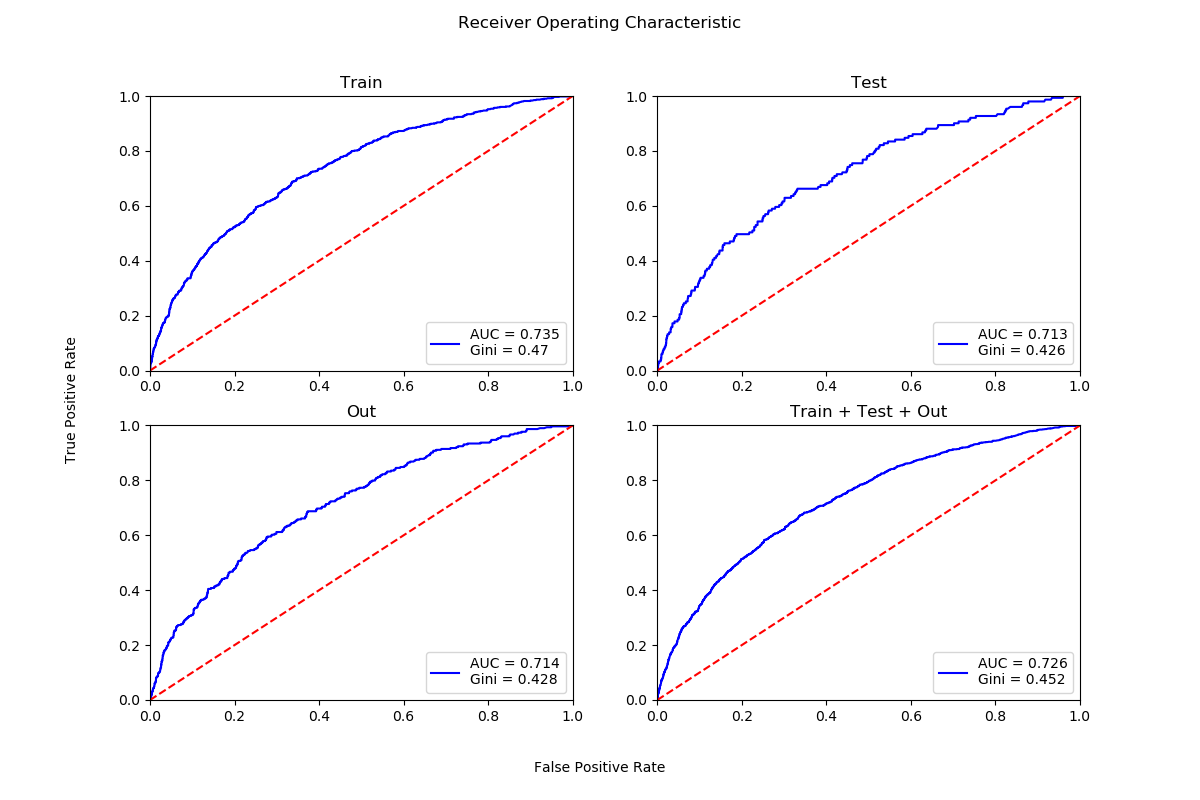 Receiver Operating Characteristic
Train
1.0
0.8
0.6
0.4
0.2
0.0
0.0 0.2 0.4 0.6 0.8 1.0
AUC = 0.735
Gini = 0.47
Test
1.0
0.8
0.6
0.4
0.2
0.0
0.0 0.2 0.4 0.6 0.8 1.0
AUC = 0.713
Gini = 0.426
True Positive Rate
Out
1.0
0.8
0.6
0.4
0.2
0.0
0.0 0.2 0.4 0.6 0.8 1.0
AUC = 0.714
Gini = 0.428
Train + Test + Out
1.0
0.8
0.6
0.4
0.2
0.0
0.0 0.2 0.4 0.6 0.8 1.0
AUC = 0.726
Gini = 0.452
False Positive Rate